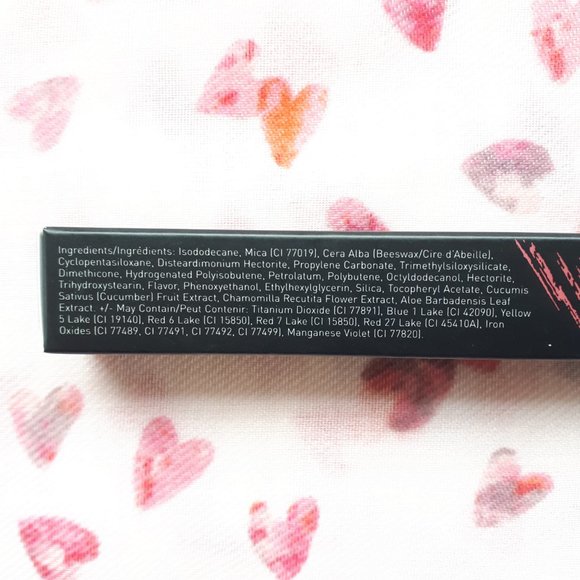 Ingredients/Ingrédients: Isododecane, Mica (CI 77019), Cera Alba (Beeswax/Cire d'Abeille),
Cyclopentasiloxane, Disteardimonium Hectorite, Propylene Carbonate, Trimethylsiloxysilicate,
Dimethicone, Hydrogenated Polyisobutene, Petrolatum, Polybutene, Octyldodecanol, Hectorite,
Trihydroxystearin, Flavor, Phenoxyethanol, Ethylhexylglycerin, Silica, Tocopheryl Acetate, Cucumis
Sativus (Cucumber) Fruit Extract, Chamomilla Recutita Flower Extract, Aloe Barbadensis Leaf
Extract. +/- May Contain/Peut Contenir: Titanium Dioxide (CI 77891), Blue 1 Lake (CI 42090), Yellow
5 Lake (CI 19140), Red 6 Lake (CI 15850), Red 7 Lake (CI 15850), Red 27 Lake (CI 45410A), Iron
Oxides (CI 77489, CI 77491, CI 77492, CI 77499), Manganese Violet (CI 77820).